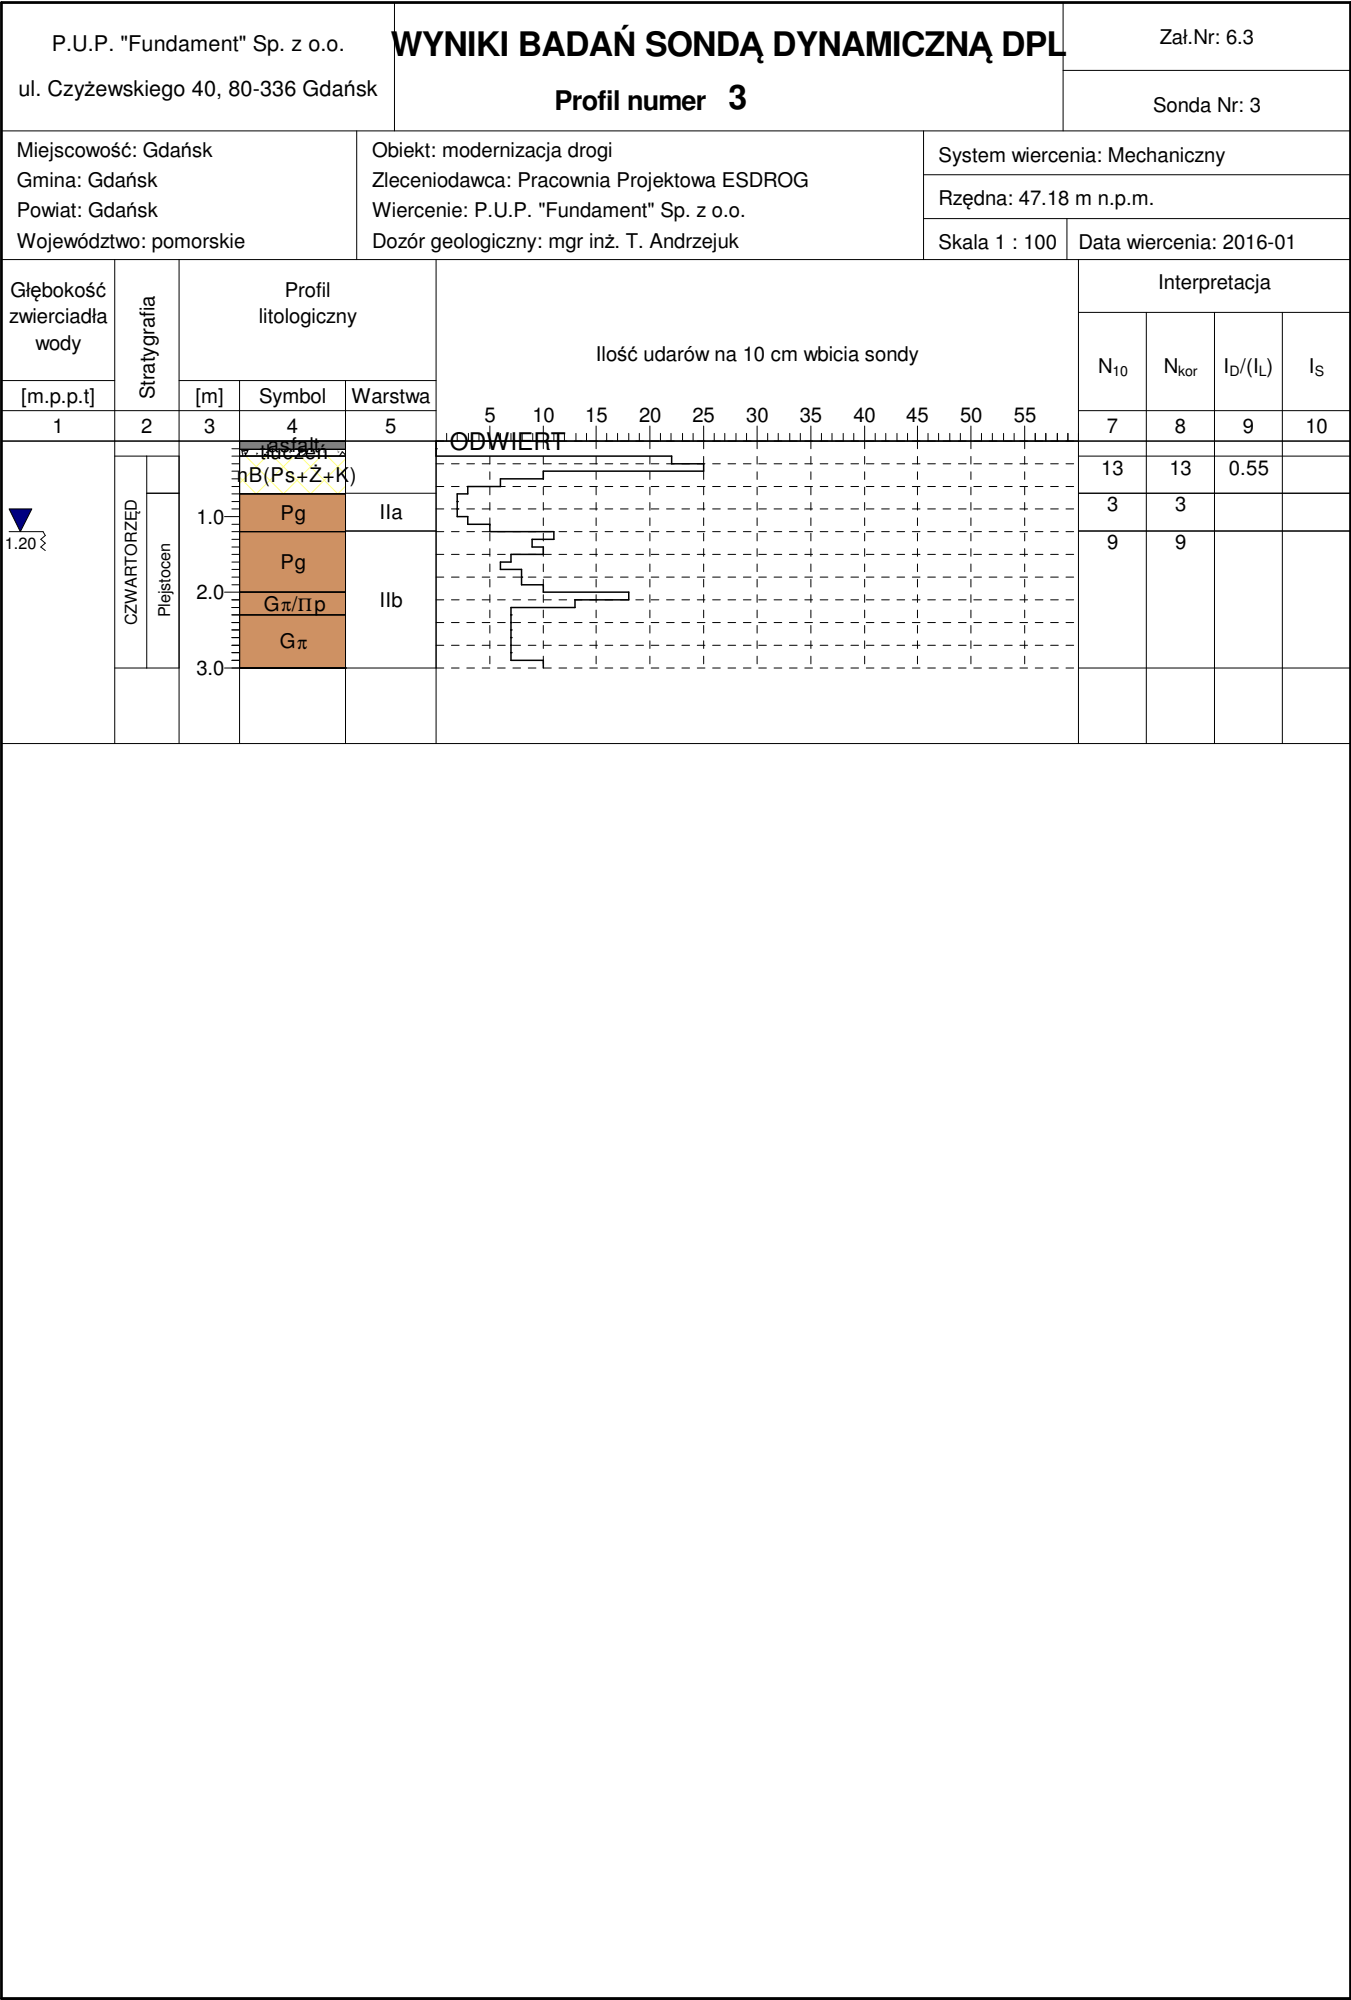 P.U.P. "Fundament" Sp. z o.o.
ul. Czyżewskiego 40, 80-336 Gdańsk
WYNIKI BADAŃ SONDĄ DYNAMICZNĄ DPL
Profil numer 3
Zał.Nr: 6.3
Sonda Nr: 3
Miejscowość: Gdańsk
Gmina: Gdańsk
Powiat: Gdańsk
Województwo: pomorskie
Obiekt: modernizacja drogi
Zleceniodawca: Pracownia Projektowa ESDROG
Wiercenie: P.U.P. "Fundament" Sp. z o.o.
Dozór geologiczny: mgr inż. T. Andrzejuk
System wiercenia: Mechaniczny
Rzędna: 47.18 m n.p.m.
Skala 1 : 100
Data wiercenia: 2016-01
Głębokość
zwierciadła
wody
[m.p.p.t]
Stratygrafia
Profil
litologiczny
[m] Symbol Warstwa
Ilość udarów na 10 cm wbicia sondy
5 10 15 20 25 30 35 40 45 50 55
Interpretacja
N10 Nkor ID/(IL) IS
1 2 3 4 5 7 8 9 10
ODWIERT
asfalt
tłuczeń
nB(Ps+Ż+K)
13 13 0.55
CZWARTORZĘD
Plejstocen
1.0
Pg
IIa
3 3
1.20
Pg
9 9
2.0
Gπ/Πp
IIb
Gπ
3.0